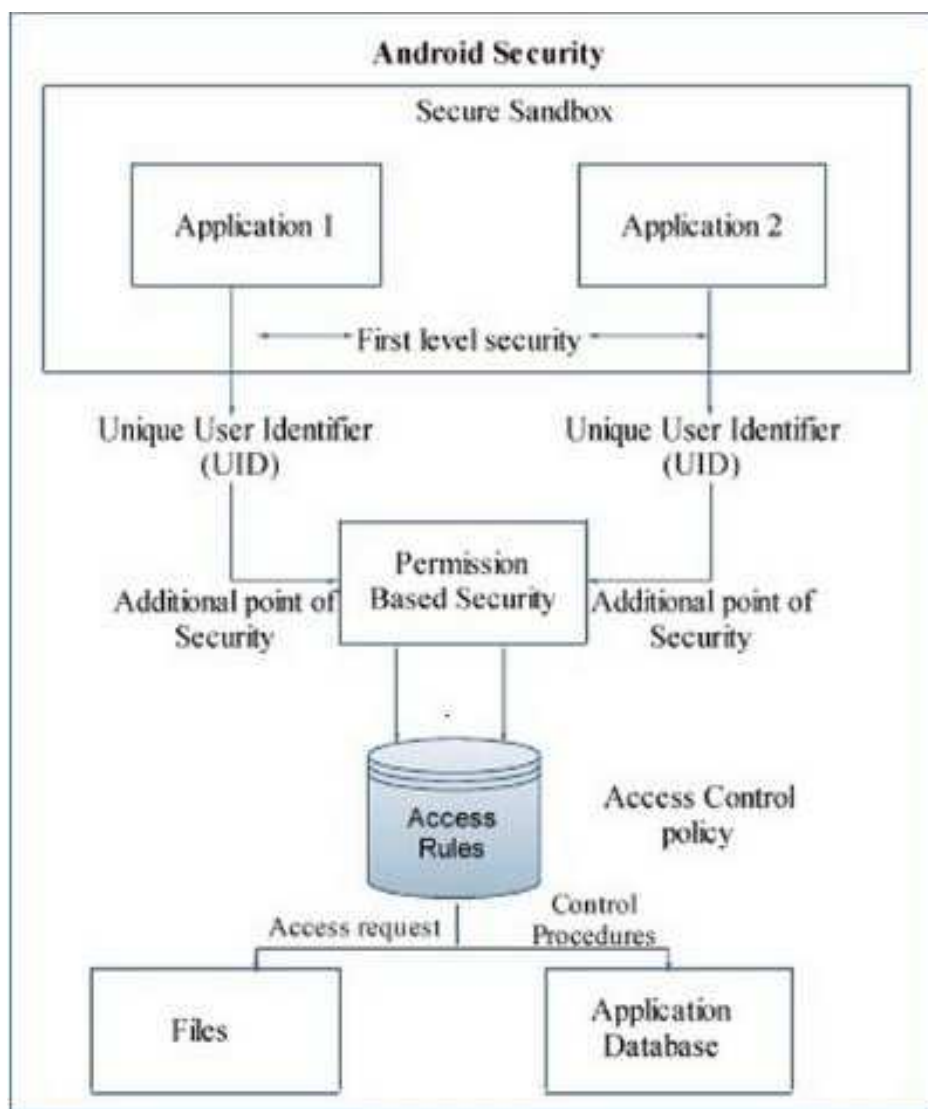 Android Security
Secure Sandbox
Application 1
Application 2
First level security
Unique User Identifier
(UID)
Unique User Identifier
(UID)
Permission
Based Security
Additional point of
Security
Additional point of
Security
Access
Rules
Access Control
policy
Access request
Control
Procedures
Files
Application
Database